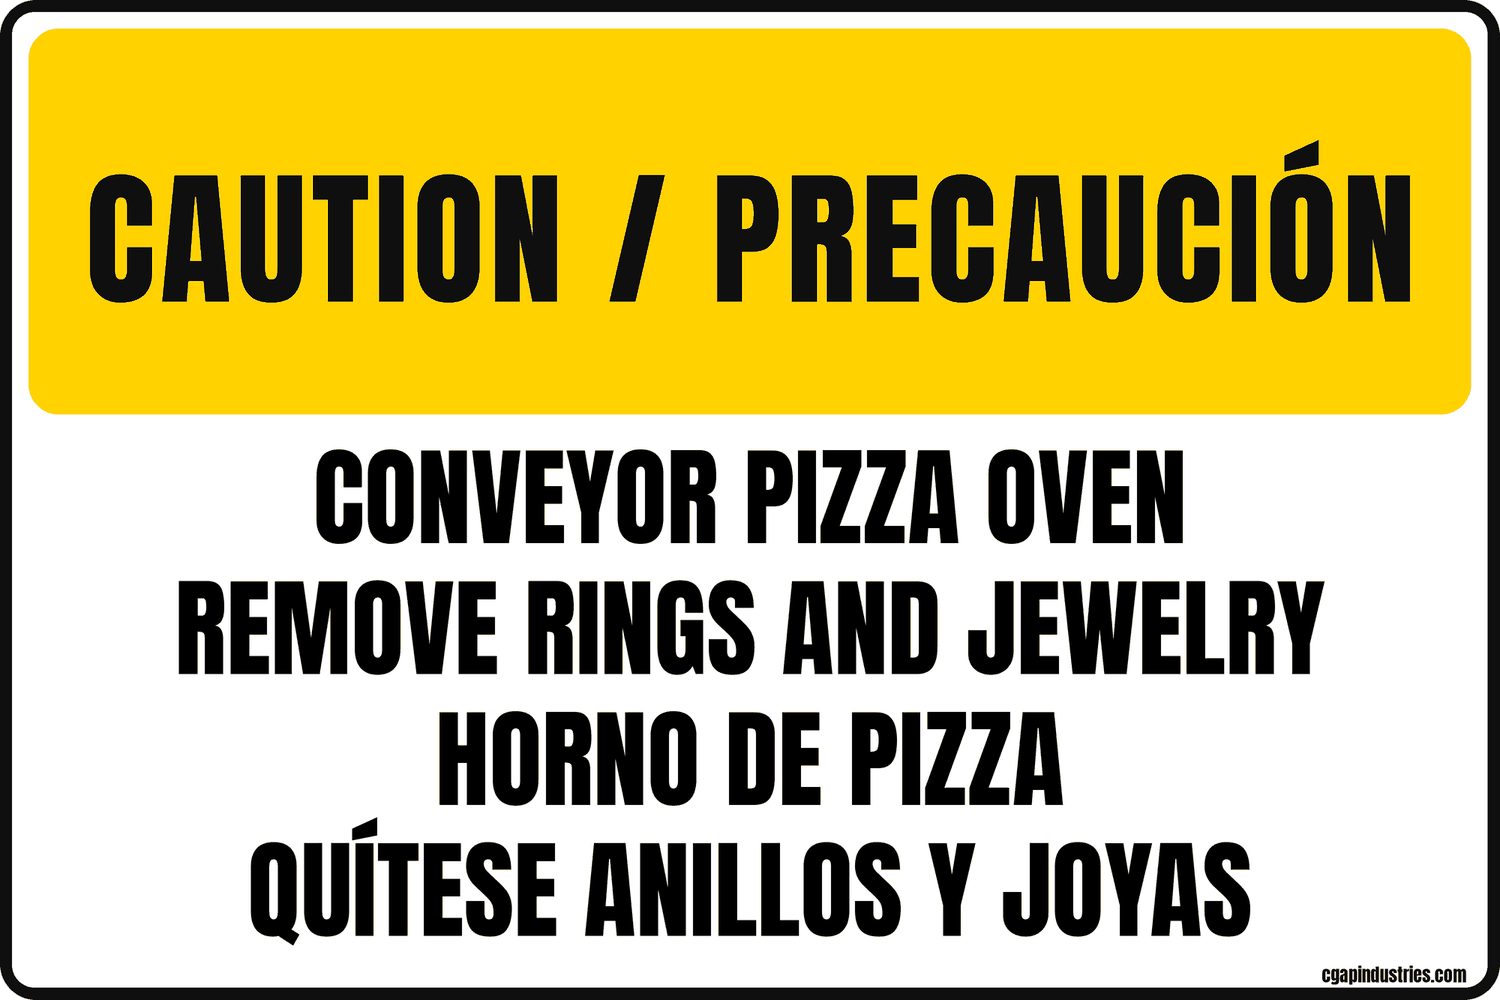 CAUTION / PRECAUCIÓN
CONVEYOR PIZZA OVEN
REMOVE RINGS AND JEWELRY
HORNO DE PIZZA
QUÍTESE ANILLOS Y JOYAS
cgapindustries.com